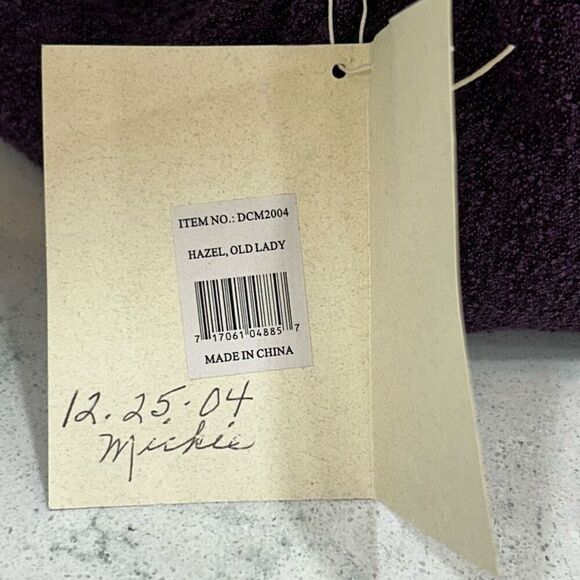 ITEM NO.: DCM2004
HAZEL, OLD LADY
7 17061 04885 7
MADE IN CHINA
12.25.04
Mickie